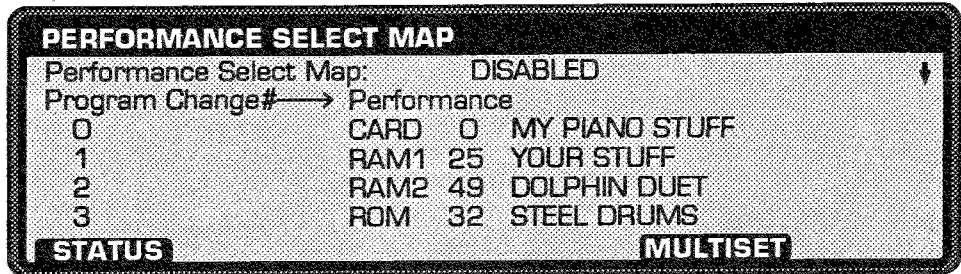 PERFORMANCE SELECT MAP
Performance Select Map: DISABLED
Program Change#→ Performance
0 CARD 0 MY PIANO STUFF
1 RAM1 25 YOUR STUFF
2 RAM2 49 DOLPHIN DUET
3 ROM 32 STEEL DRUMS
STATUS MULTISET